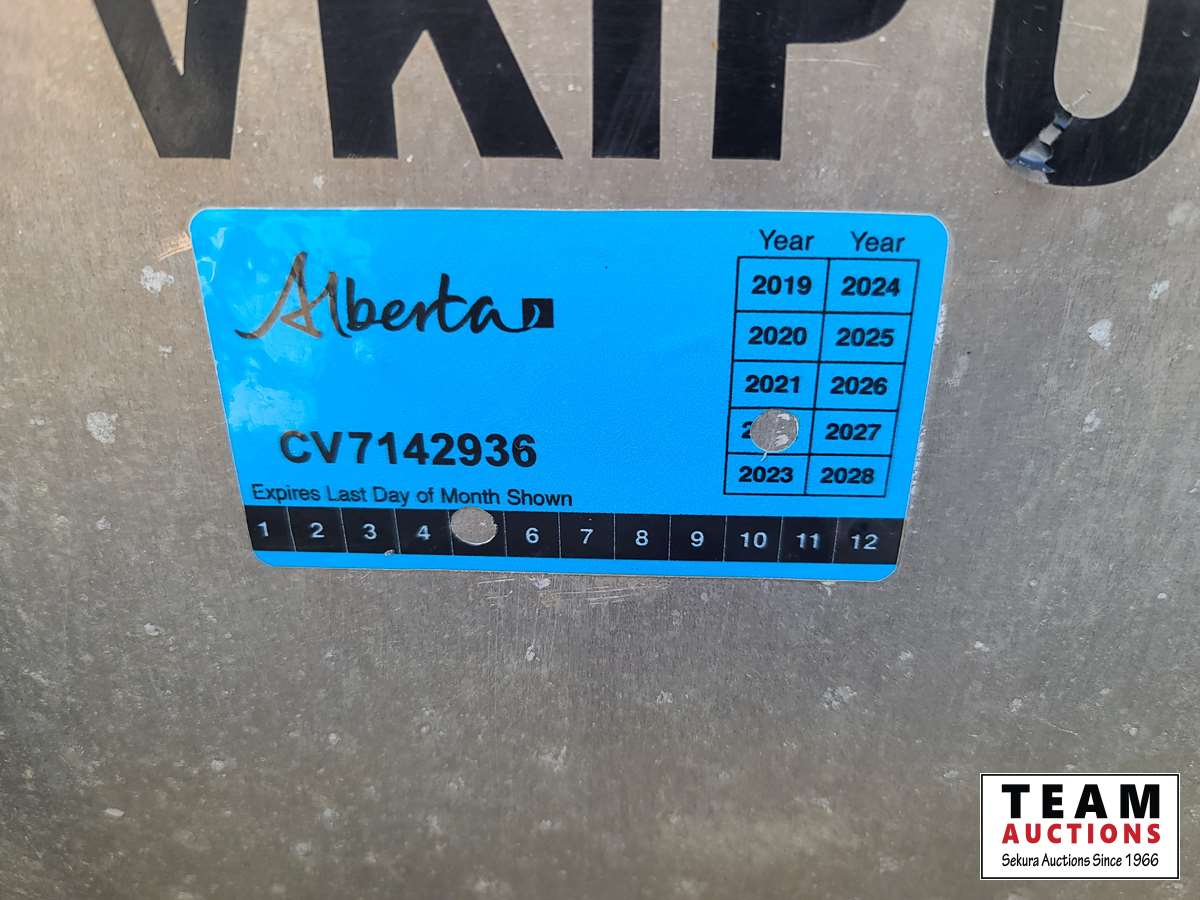 Alberta
CV7142936
Expires Last Day of Month Shown
Year Year
2019 2024
2020 2025
2021 2026
2027
2023 2028
1 2 3 4 6 7 8 9 10 11 12
TEAM
AUCTIONS
Sekura Auctions Since 1966